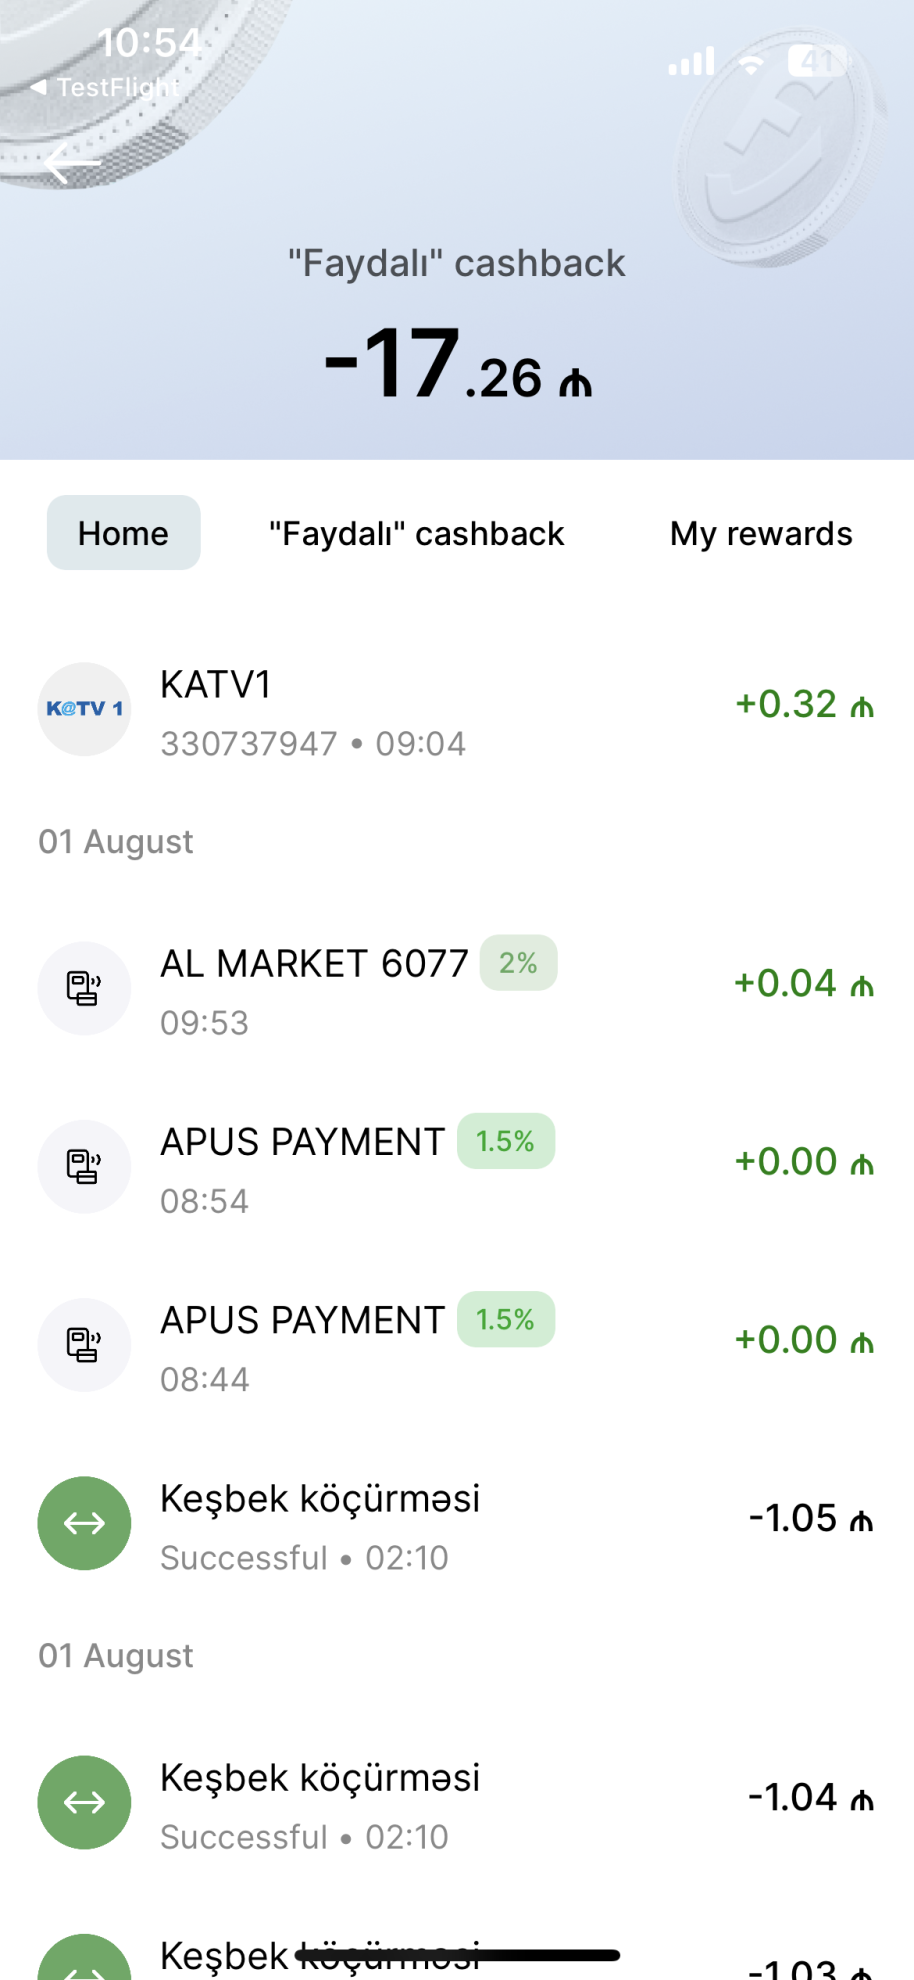 10:54
41
◀ TestFlight
"Faydalı" cashback
-17.26 ₼
Home
"Faydalı" cashback
My rewards
K@TV 1
KATV1
+0.32 ₼
330737947 • 09:04
01 August
AL MARKET 6077 2%
+0.04 ₼
09:53
APUS PAYMENT 1.5%
+0.00 ₼
08:54
APUS PAYMENT 1.5%
+0.00 ₼
08:44
Keşbek köçürməsi
-1.05 ₼
Successful • 02:10
01 August
Keşbek köçürməsi
-1.04 ₼
Successful • 02:10
Keşbek köçürməsi
-1.03 ₼